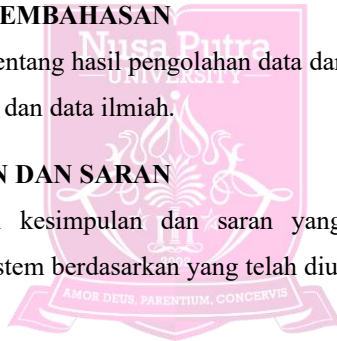 EMBAHASAN
entang hasil pengolahan data dan
dan data ilmiah.
N DAN SARAN
kesimpulan dan saran yang
stem berdasarkan yang telah diu
Nusa Putra
UNIVERSITY
AMOR DEUS, PARENTIUM, CONCERVIS